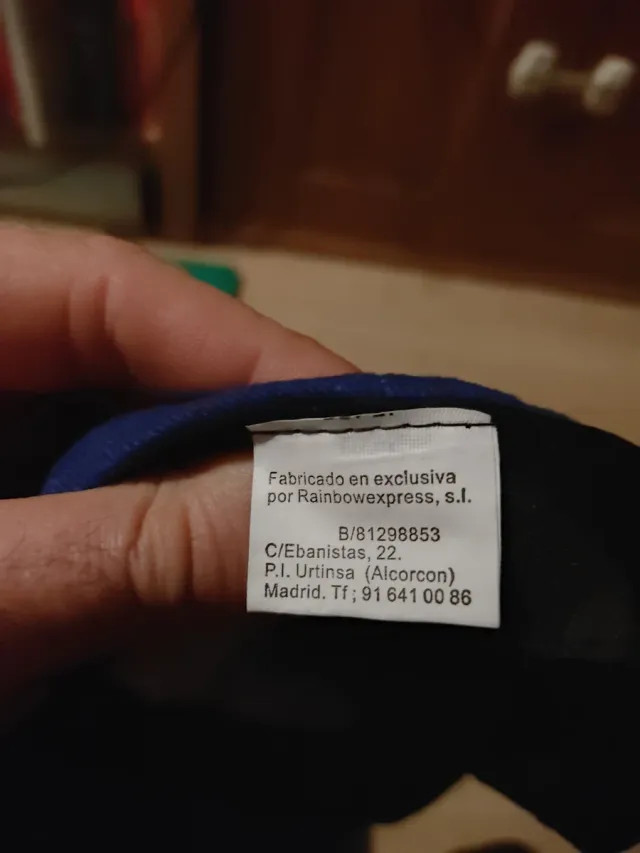 Fabricado en exclusiva
por Rainbowexpress, s.l.
B/81298853
C/Ebanistas, 22.
P.I. Urtinsa (Alcorcon)
Madrid. Tf ; 91 641 00 86